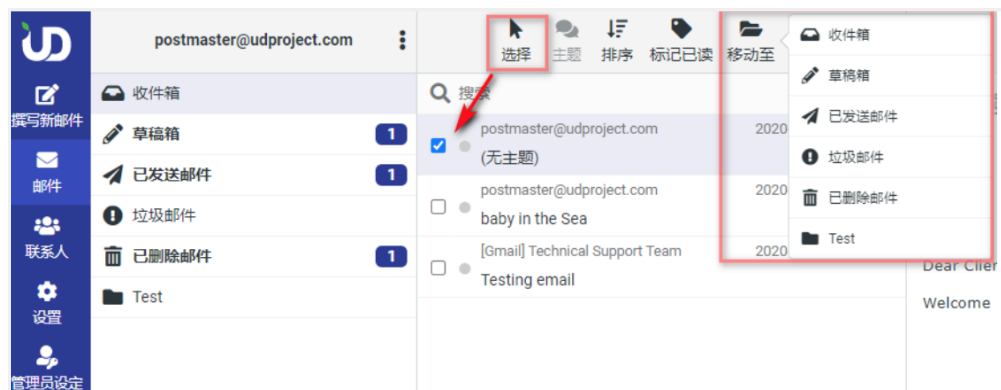 UD
撰写新邮件
邮件
联系人
设置
管理员设定
postmaster@udproject.com
收件箱
草稿箱 1
已发送邮件 1
垃圾邮件
已删除邮件 1
Test
选择 主题 排序 标记已读 移动至
搜索
postmaster@udproject.com 2020
(无主题)
postmaster@udproject.com 2020
baby in the Sea
[Gmail] Technical Support Team 2020
Testing email
收件箱
草稿箱
已发送邮件
垃圾邮件
已删除邮件
Test
Dear Clien
Welcome